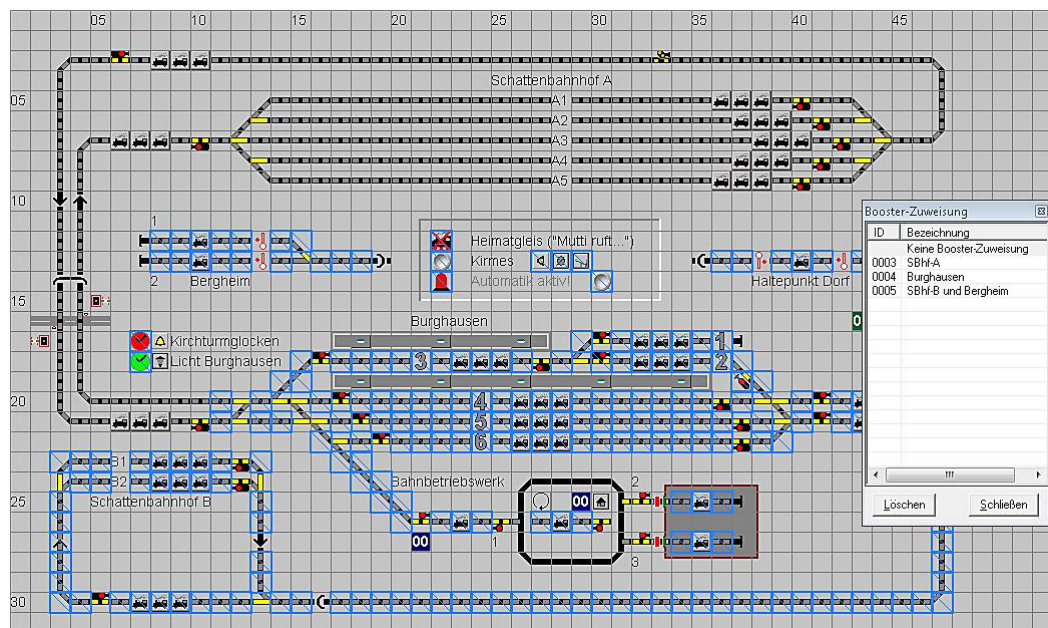 05 10 15 20 25 30 35 40 45
Schattenbahnhof A
05
A1
A2
A3
A4
A5
10
Booster-Zuweisung
ID Bezeichnung
Keine Booster-Zuweisung
0003 SBhf-A
0004 Burghausen
0005 SBhf-B und Bergheim
Löschen Schließen
1
2
Bergheim
Heimatgleis ("Mutti ruft...")
Kirmes
Automatik aktiv!
Haltepunkt Dorf
15
Burghausen
Kirchturmglocken
Licht Burghausen
1
3 2
20
4
5
6
B1
B2
Schattenbahnhof B
Bahnbetriebswerk
25
00
2
00
1
3
30